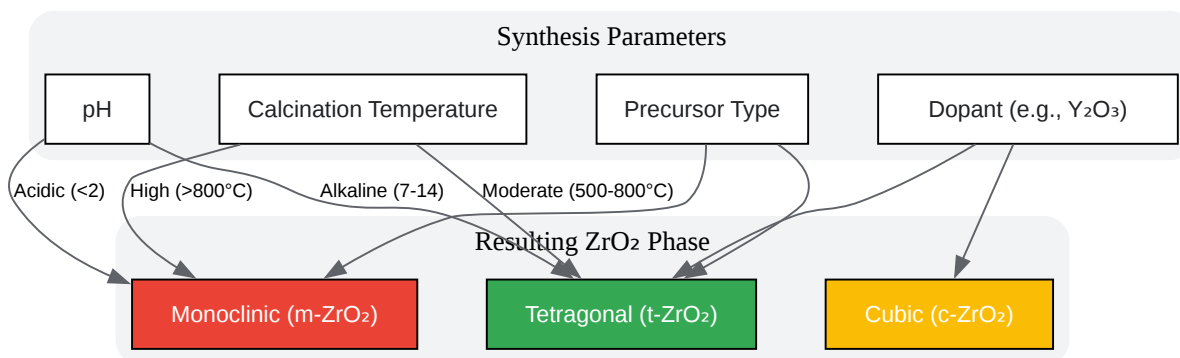 Synthesis Parameters
pH
Calcination Temperature
Precursor Type
Dopant (e.g., Y₂O₃)
Acidic (<2)
High (>800°C)
Alkaline (7-14)
Moderate (500-800°C)
Resulting ZrO₂ Phase
Monoclinic (m-ZrO₂)
Tetragonal (t-ZrO₂)
Cubic (c-ZrO₂)